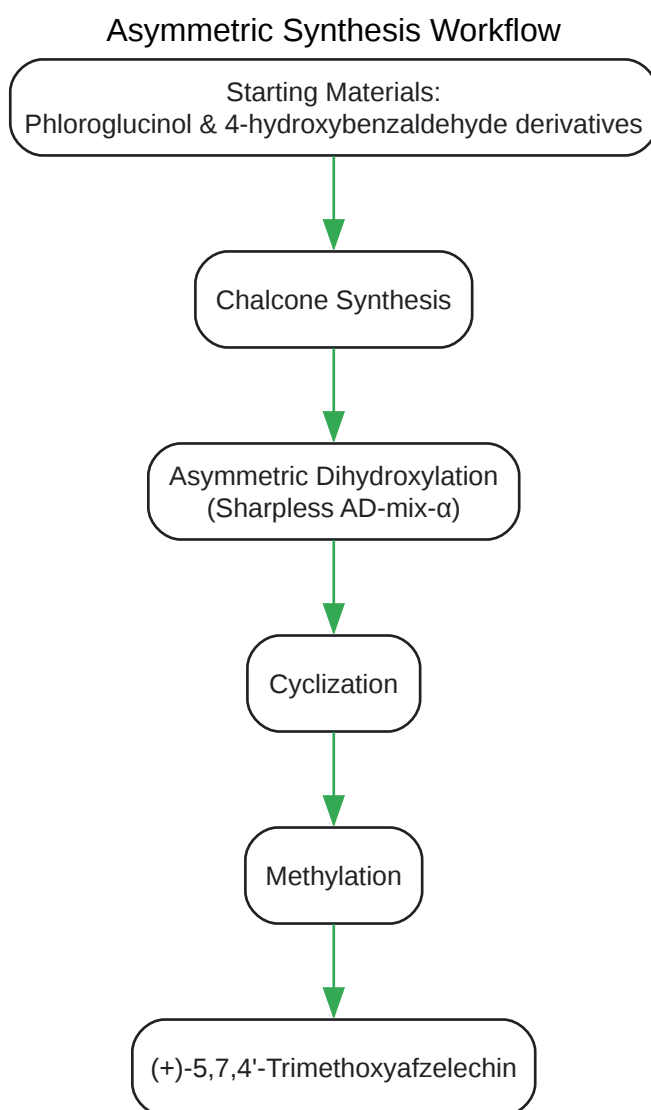 Asymmetric Synthesis Workflow
Starting Materials:
Phloroglucinol & 4-hydroxybenzaldehyde derivatives
Chalcone Synthesis
Asymmetric Dihydroxylation
(Sharpless AD-mix-α)
Cyclization
Methylation
(+)-5,7,4'-Trimethoxyafzelechin